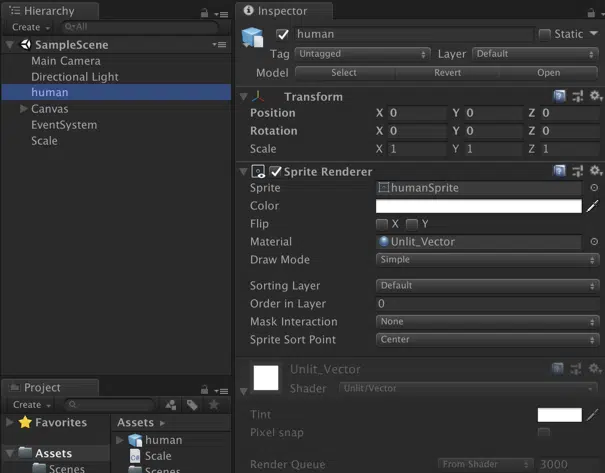 Hierarchy
Create All
SampleScene
Main Camera
Directional Light
human
Canvas
EventSystem
Scale
Inspector
human Static
Tag Untagged Layer Default
Model Select Revert Open
Transform
Position X 0 Y 0 Z 0
Rotation X 0 Y 0 Z 0
Scale X 1 Y 1 Z 1
Sprite Renderer
Sprite humanSprite
Color
Flip X Y
Material Unlit_Vector
Draw Mode Simple
Sorting Layer Default
Order in Layer 0
Mask Interaction None
Sprite Sort Point Center
Unlit_Vector
Shader Unlit/Vector
Tint
Pixel snap
Render Queue From Shader 3000
Project
Create
Favorites
Assets
Scenes
Assets
human
C# Scale
Scenes